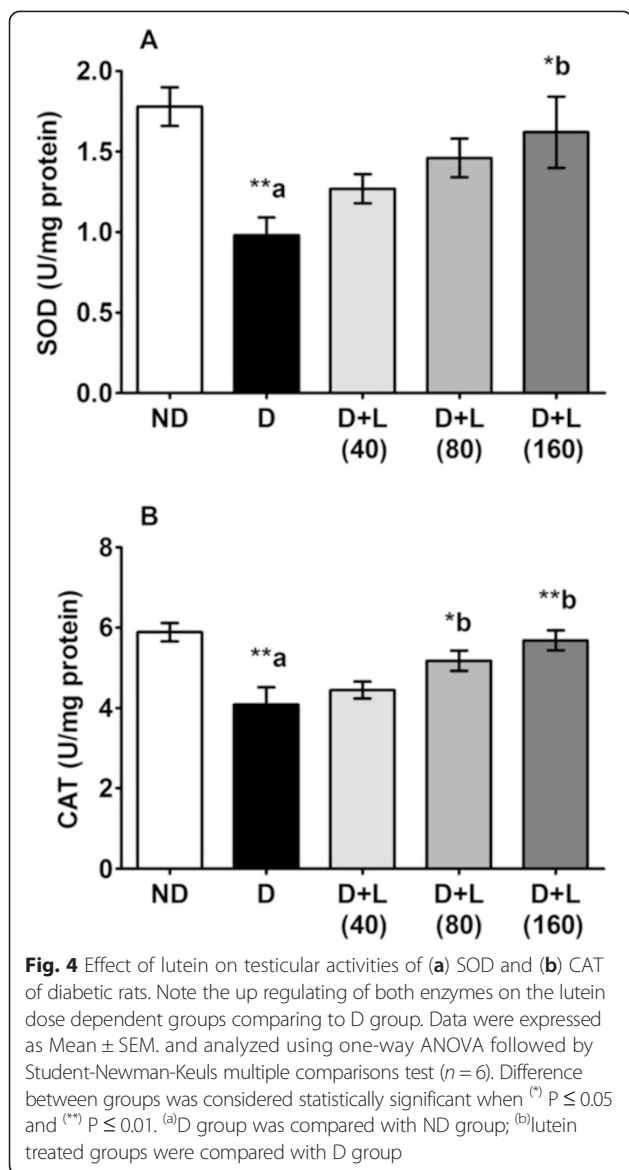 A
SOD (U/mg protein)
2.0
1.5
1.0
0.5
0.0
**a
*b
ND D D+L D+L D+L
(40) (80) (160)
B
CAT (U/mg protein)
8
6
4
2
0
**a
*b
**b
ND D D+L D+L D+L
(40) (80) (160)
Fig. 4 Effect of lutein on testicular activities of (a) SOD and (b) CAT
of diabetic rats. Note the up regulating of both enzymes on the lutein
dose dependent groups comparing to D group. Data were expressed
as Mean ± SEM. and analyzed using one-way ANOVA followed by
Student-Newman-Keuls multiple comparisons test (n = 6). Difference
between groups was considered statistically significant when (*) P ≤ 0.05
and (**) P ≤ 0.01. (a)D group was compared with ND group; (b)lutein
treated groups were compared with D group